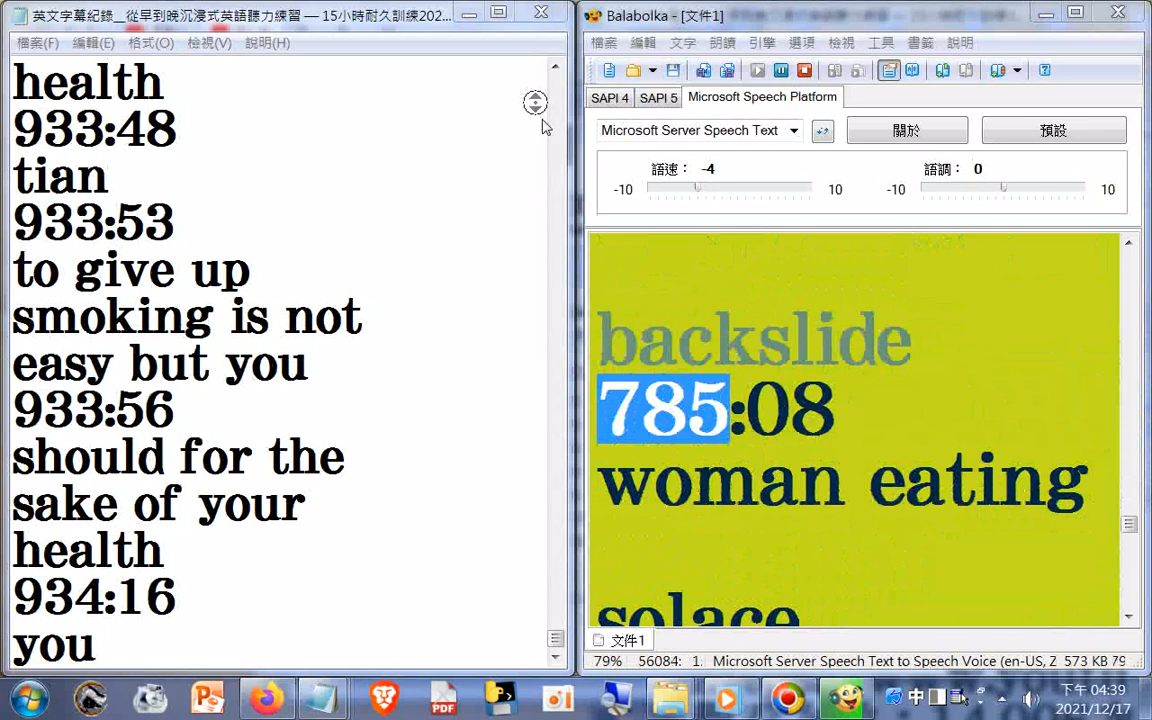 英文字幕紀錄__從早到晚沉浸式英語聽力練習 — 15小時耐久訓練202...
檔案(F) 編輯(E) 格式(O) 檢視(V) 說明(H)
health
933:48
tian
933:53
to give up
smoking is not
easy but you
933:56
should for the
sake of your
health
934:16
you
Balabolka - [文件1]
檔案 編輯 文字 朗讀 引擎 選項 檢視 工具 書籤 說明
SAPI 4 SAPI 5 Microsoft Speech Platform
Microsoft Server Speech Text 關於 預設
語速： -4 語調： 0
-10 10 -10 10
backslide
785:08
woman eating
solace
文件1
79% 56084: 1. Microsoft Server Speech Text to Speech Voice (en-US, Z 573 KB 79
PDF
中
下午 04:39
2021/12/17